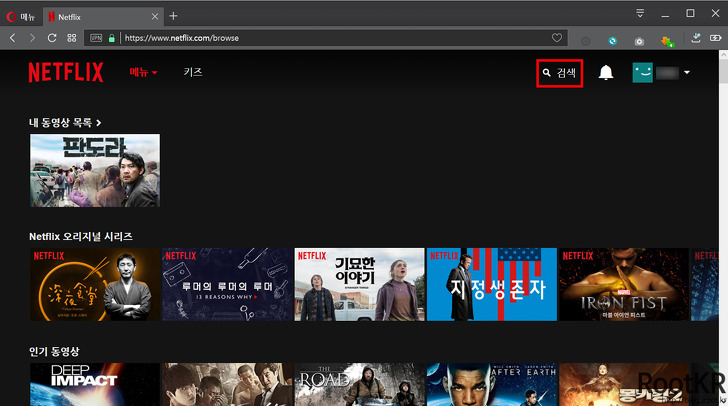 메뉴
Netflix
VPN
https://www.netflix.com/browse
NETFLIX
메뉴
키즈
검색
내 동영상 목록
판도라
Netflix 오리지널 시리즈
NETFLIX
深夜食堂
NETFLIX
루머의 루머의 루머
13 REASONS WHY
NETFLIX
기묘한
이야기
STRANGER THINGS
NETFLIX
지정생존자
NETFLIX
MARVEL
IRON FIST
마블 아이언 피스트
인기 동영상
DEEP
IMPACT
THE
ROAD
AFTER EARTH
RootKR